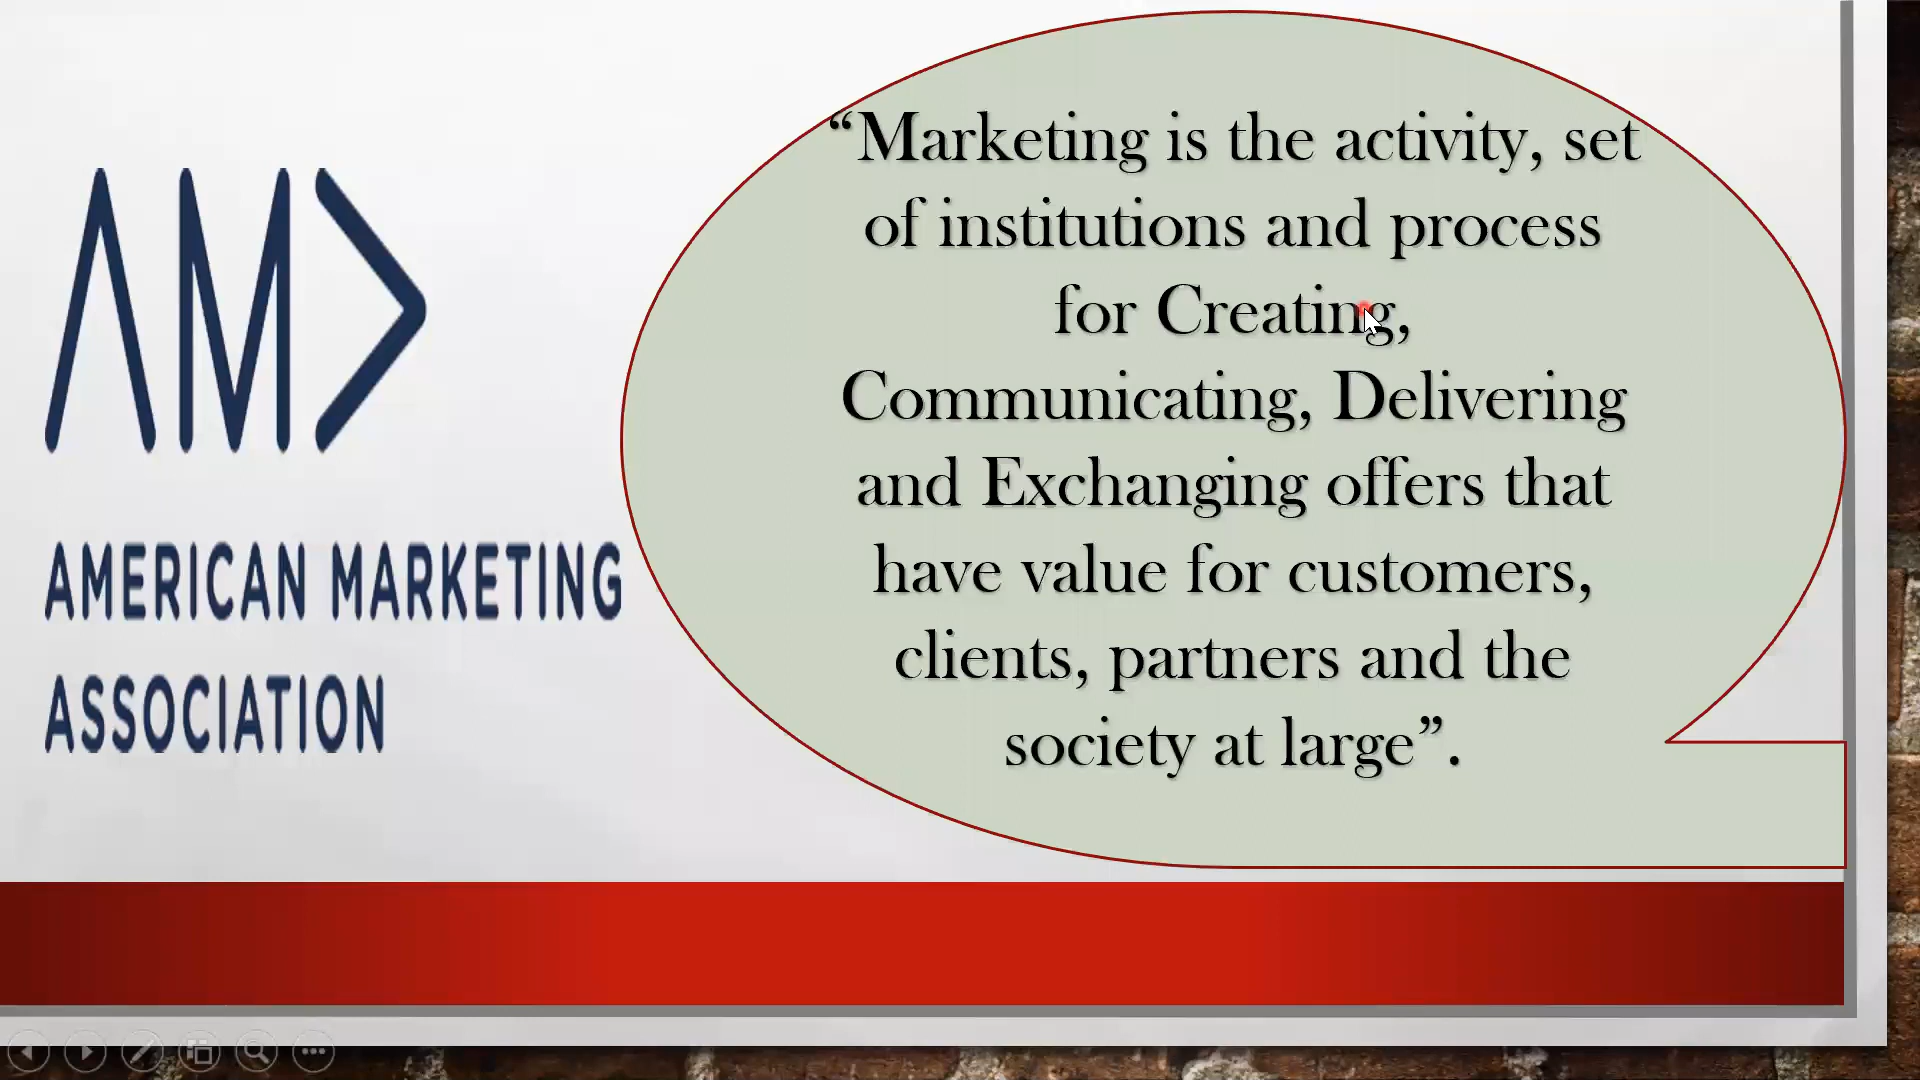 AMERICAN MARKETING
ASSOCIATION
“Marketing is the activity, set
of institutions and process
for Creating,
Communicating, Delivering
and Exchanging offers that
have value for customers,
clients, partners and the
society at large”.